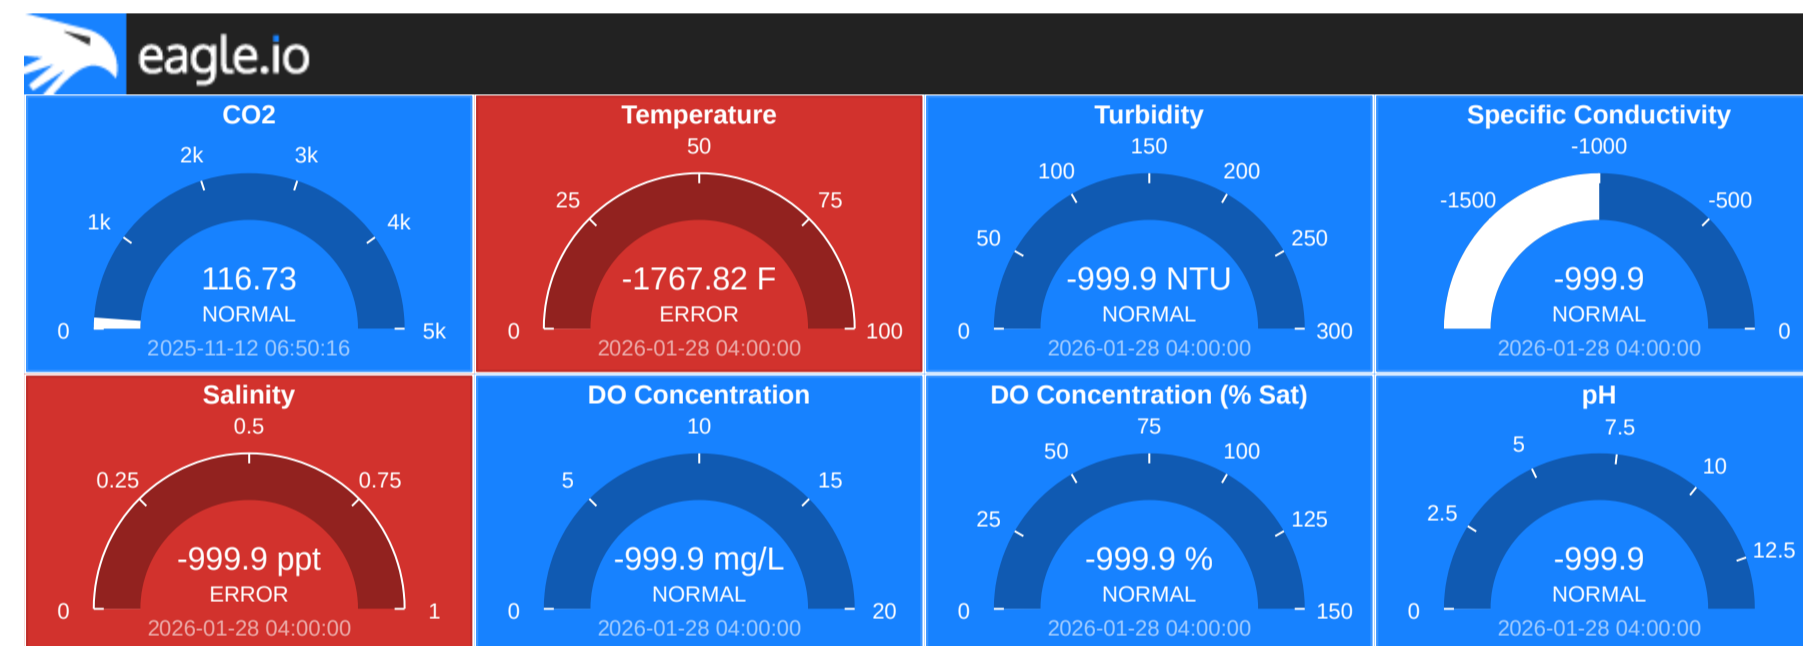 eagle.io
CO2
2k
3k
1k
4k
116.73
NORMAL
0
5k
2025-11-12 06:50:16
Temperature
50
25
75
-1767.82 F
ERROR
0
100
2026-01-28 04:00:00
Turbidity
150
100
200
50
250
-999.9 NTU
NORMAL
0
300
2026-01-28 04:00:00
Specific Conductivity
-1000
-1500
-500
-999.9
NORMAL
0
2026-01-28 04:00:00
Salinity
0.5
0.25
0.75
-999.9 ppt
ERROR
0
1
2026-01-28 04:00:00
DO Concentration
10
5
15
-999.9 mg/L
NORMAL
0
20
2026-01-28 04:00:00
DO Concentration (% Sat)
75
50
100
25
125
-999.9 %
NORMAL
0
150
2026-01-28 04:00:00
pH
7.5
5
10
2.5
12.5
-999.9
NORMAL
0
2026-01-28 04:00:00